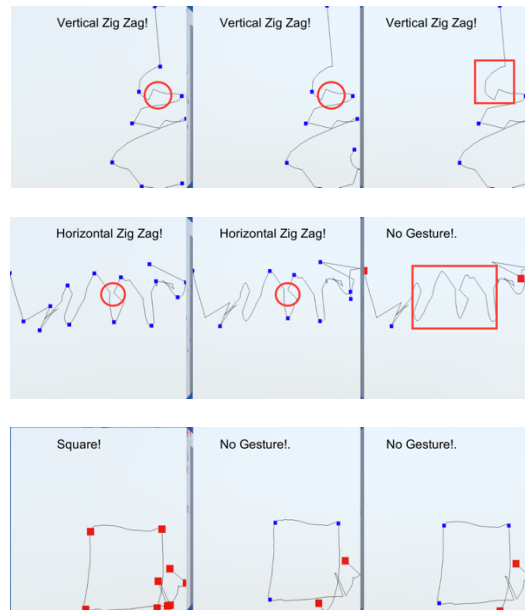 Vertical Zig Zag! Vertical Zig Zag! Vertical Zig Zag!
Horizontal Zig Zag! Horizontal Zig Zag! No Gesture!.
Square! No Gesture!. No Gesture!.